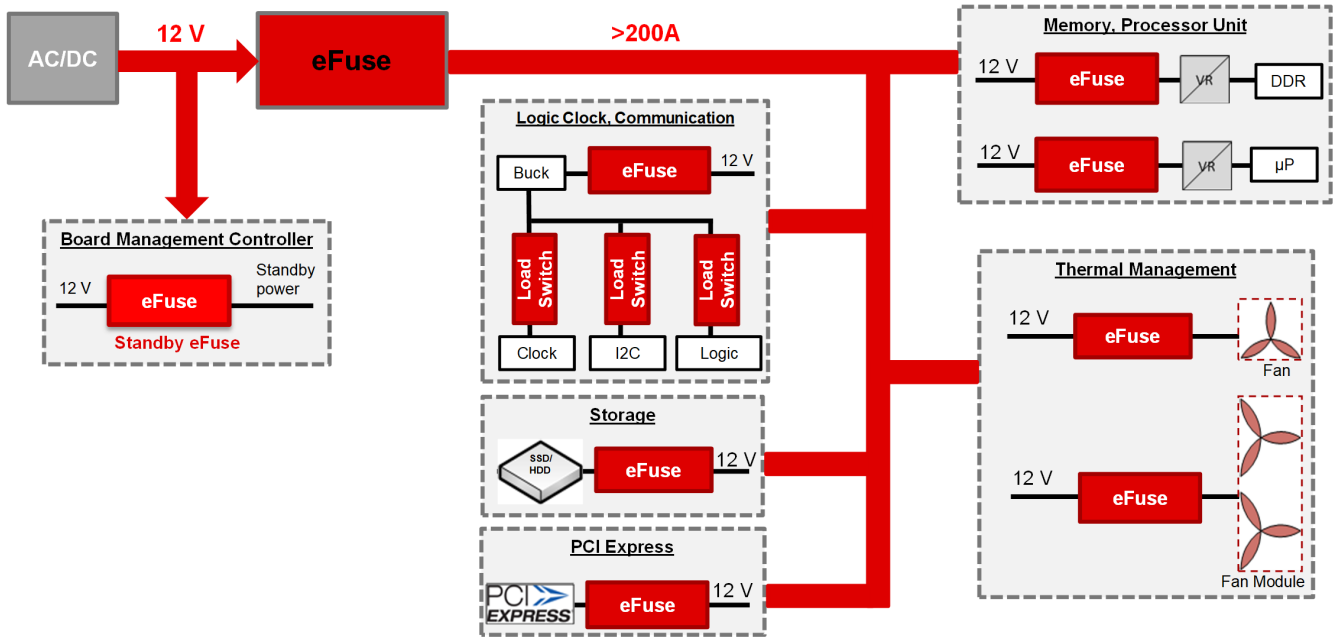 AC/DC
12 V
eFuse
>200A
Memory, Processor Unit
12 V
eFuse
VR
DDR
12 V
eFuse
VR
µP
Logic Clock, Communication
Buck
eFuse
12 V
Load
Switch
Load
Switch
Load
Switch
Clock
I2C
Logic
Board Management Controller
12 V
eFuse
Standby
power
Standby eFuse
Thermal Management
12 V
eFuse
Fan
12 V
eFuse
Fan Module
Storage
SSD/
HDD
eFuse
12 V
PCI Express
PCI
EXPRESS
eFuse
12 V